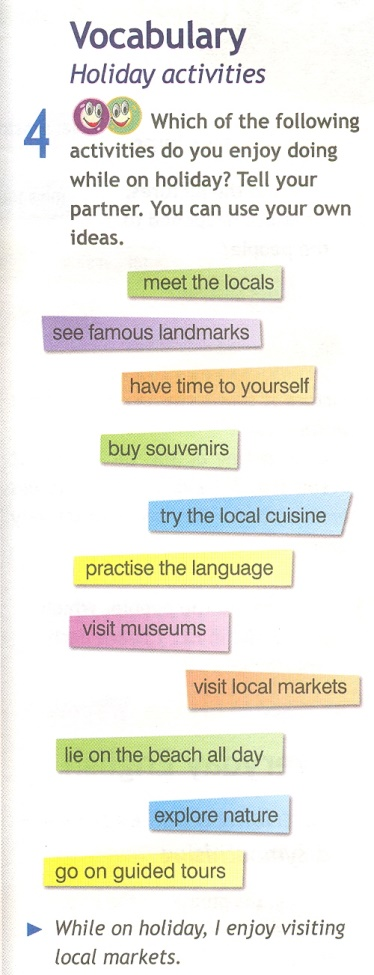 Vocabulary
Holiday activities
4 Which of the following
activities do you enjoy doing
while on holiday? Tell your
partner. You can use your own
ideas.
meet the locals
see famous landmarks
have time to yourself
buy souvenirs
try the local cuisine
practise the language
visit museums
visit local markets
lie on the beach all day
explore nature
go on guided tours
► While on holiday, I enjoy visiting
local markets.